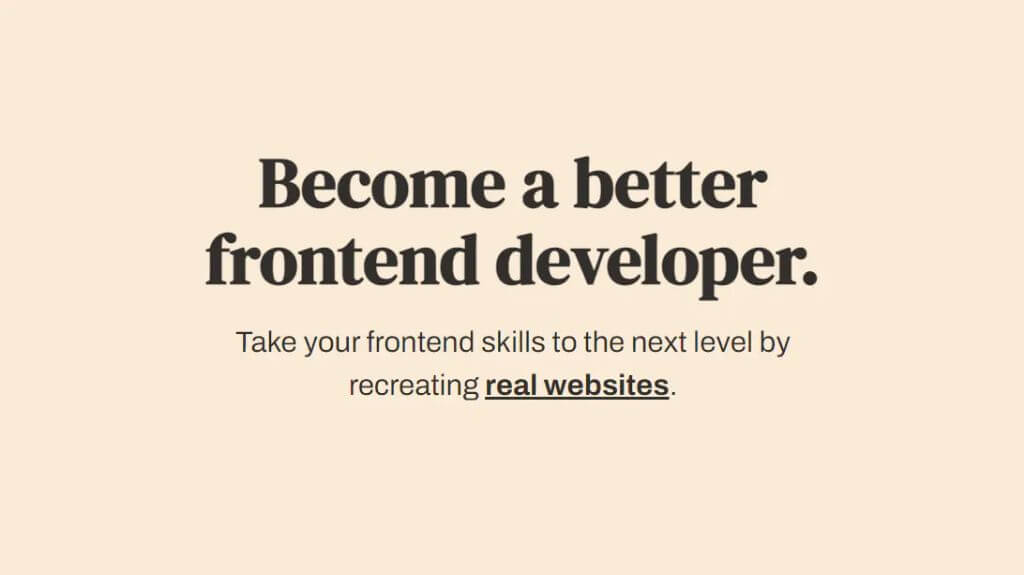 Become a better
frontend developer.
Take your frontend skills to the next level by
recreating real websites.